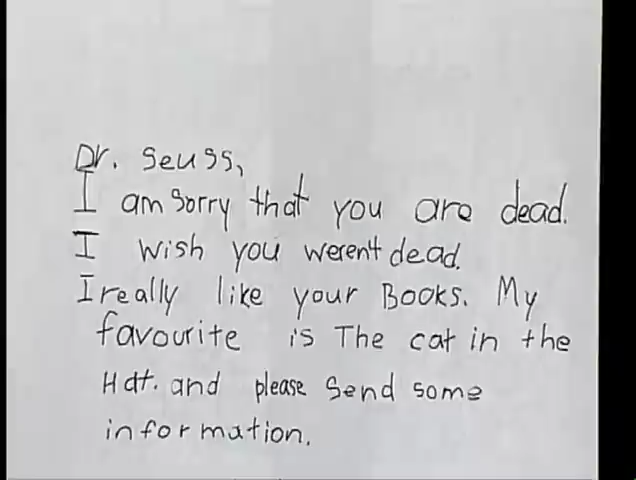 Dr. Seuss,
I am sorry that you are dead.
I wish you weren't dead.
I really like your Books. My
favourite is The cat in the
Hat. and please Send some
information.